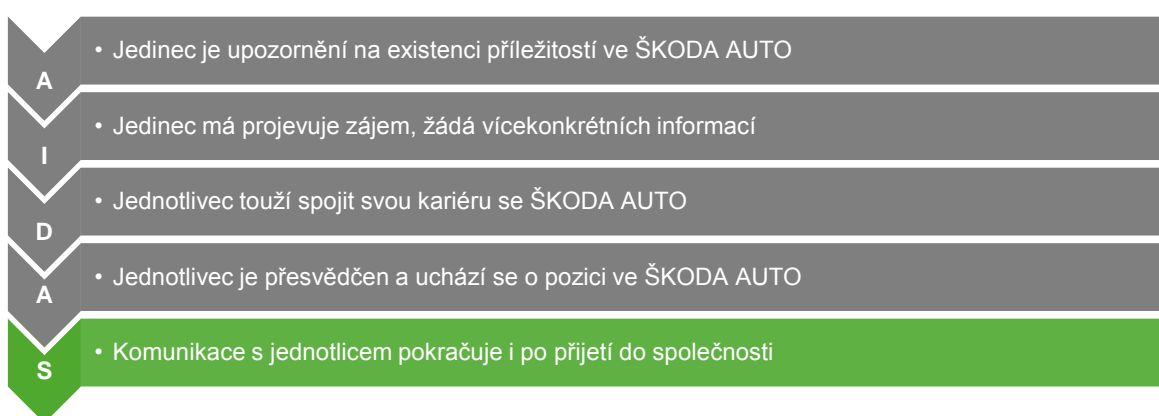 • Jedinec je upozornění na existenci příležitostí ve ŠKODA AUTO
A
• Jedinec má projevuje zájem, žádá vícekonkrétních informací
I
• Jednotlivec touží spojit svou kariéru se ŠKODA AUTO
D
• Jednotlivec je přesvědčen a uchází se o pozici ve ŠKODA AUTO
A
• Komunikace s jednotlicem pokračuje i po přijetí do společnosti
S